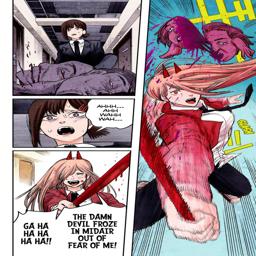 AHHH...
AHH
WAHH
WAH...
GA HA
HA HA
HA HA!!
THE DAMN
DEVIL FROZE
IN MIDAIR
OUT OF
FEAR OF ME!